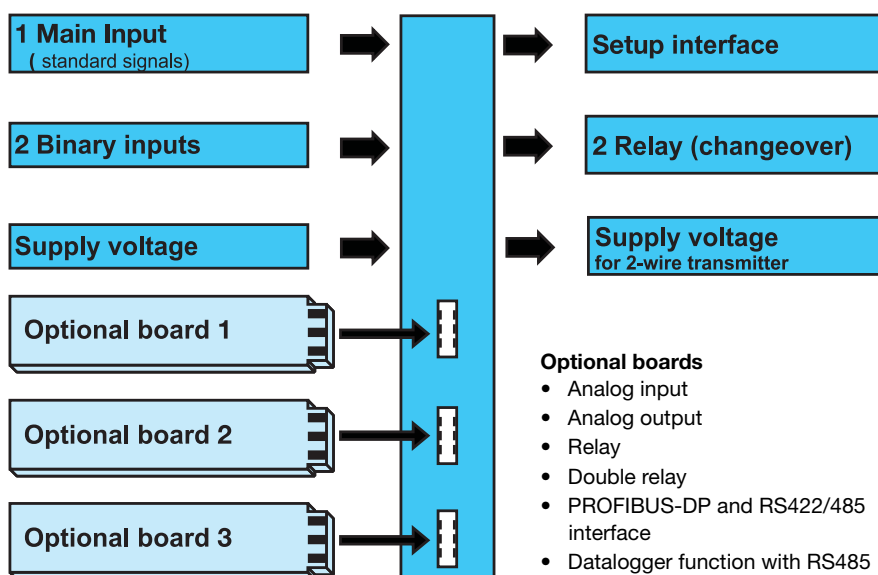 1 Main Input
( standard signals)
Setup interface
2 Binary inputs
2 Relay (changeover)
Supply voltage
Supply voltage
for 2-wire transmitter
Optional board 1
Optional board 2
Optional board 3
Optional boards
• Analog input
• Analog output
• Relay
• Double relay
• PROFIBUS-DP and RS422/485
interface
• Datalogger function with RS485